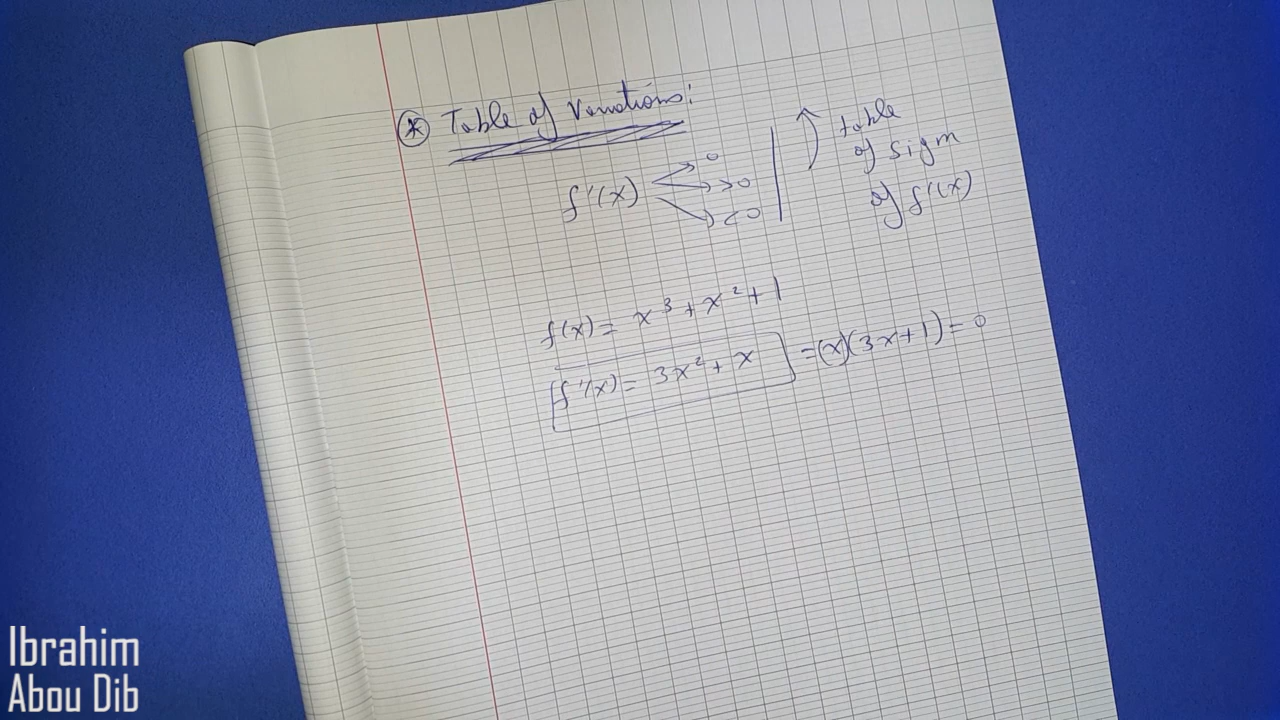 * Table of Variations:
f'(x) 0
>0
<0
table
of sign
of f'(x)
f(x) = x³ + x² + 1
f'(x) = 3x² + x = (x)(3x+1) = 0
Ibrahim
Abou Dib